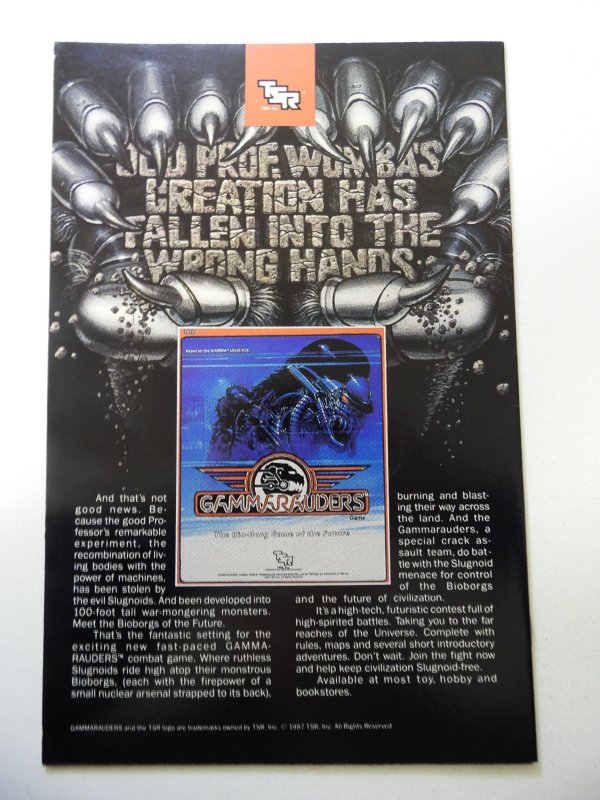 TSR™
TSR, Inc.
OLD PROF. WOMBA'S
CREATION HAS
FALLEN INTO THE
WRONG HANDS.
GAMMARAUDERS™
Game
The Bio-Borg Game of the Future
TSR
And that's not
good news. Be-
cause the good Pro-
fessor's remarkable
experiment, the
recombination of liv-
ing bodies with the
power of machines,
has been stolen by
the evil Slugnoids. And been developed into
100-foot tall war-mongering monsters.
Meet the Bioborgs of the Future.
That's the fantastic setting for the
exciting new fast-paced GAMMA-
RAUDERS™ combat game. Where ruthless
Slugnoids ride high atop their monstrous
Bioborgs, (each with the firepower of a
small nuclear arsenal strapped to its back),
burning and blast-
ing their way across
the land. And the
Gammarauders, a
special crack as-
sault team, do bat-
tle with the Slugnoid
menace for control
of the Bioborgs
and the future of civilization.
It's a high-tech, futuristic contest full of
high-spirited battles. Taking you to the far
reaches of the Universe. Complete with
rules, maps and several short introductory
adventures. Don't wait. Join the fight now
and help keep civilization Slugnoid-free.
Available at most toy, hobby and
bookstores.
GAMMARAUDERS and the TSR logo are trademarks owned by TSR, Inc. © 1987 TSR, Inc. All Rights Reserved.